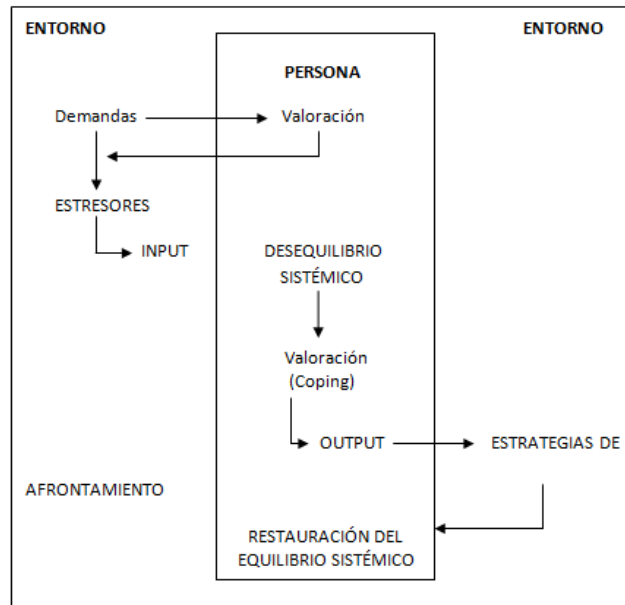 ENTORNO
ENTORNO
PERSONA
Demandas
Valoración
ESTRESORES
INPUT
DESEQUILIBRIO
SISTÉMICO
Valoración
(Coping)
OUTPUT
ESTRATEGIAS DE
AFRONTAMIENTO
RESTAURACIÓN DEL
EQUILIBRIO SISTÉMICO